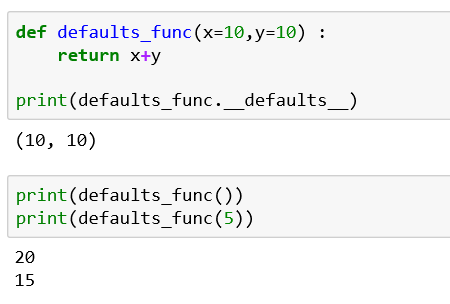 def defaults_func(x=10,y=10) :
    return x+y
print(defaults_func.__defaults__)
(10, 10)
print(defaults_func())
print(defaults_func(5))
20
15